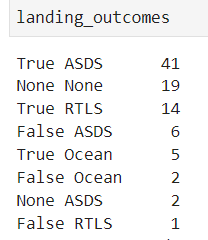 landing_outcomes
True ASDS 41
None None 19
True RTLS 14
False ASDS 6
True Ocean 5
False Ocean 2
None ASDS 2
False RTLS 1